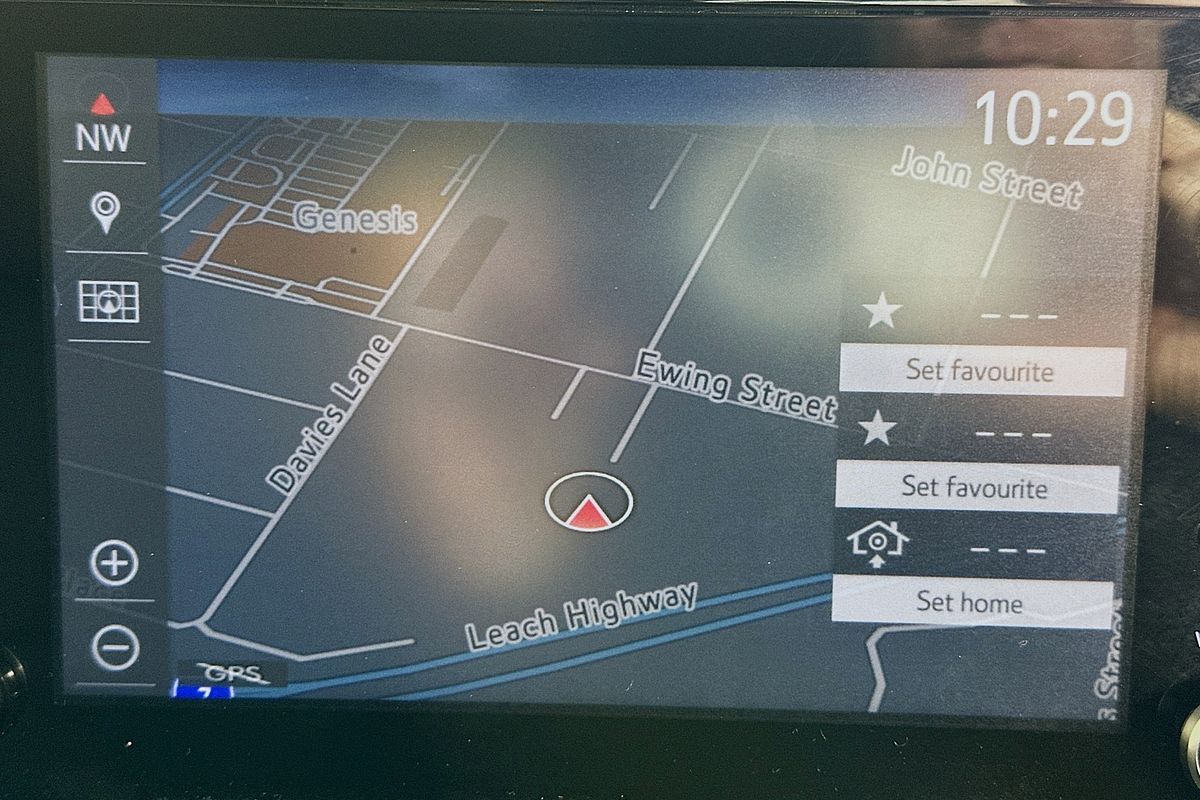 NW
10:29
John Street
Genesis
Davies Lane
Ewing Street
--- 
Set favourite
---
Set favourite
---
Set home
Leach Highway
GPS
7